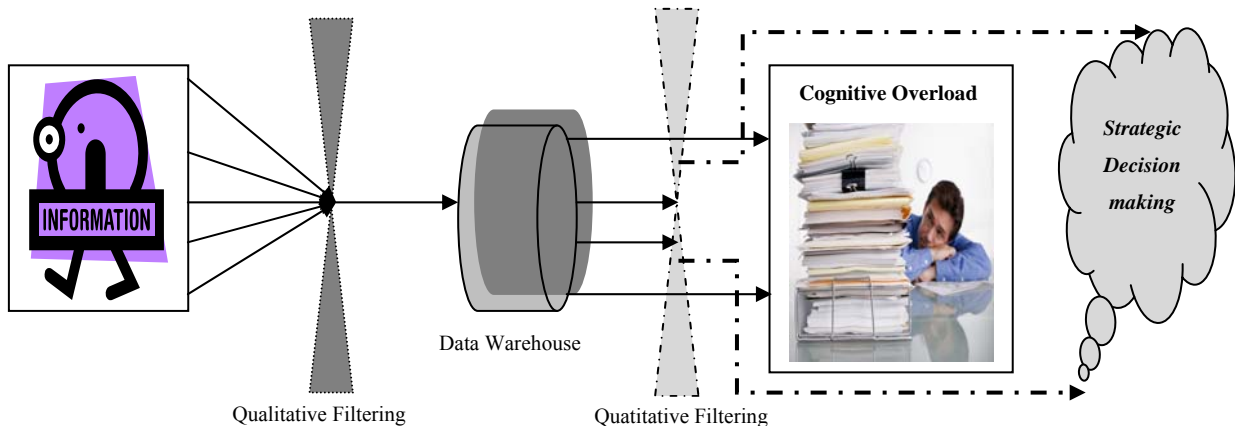 INFORMATION
Qualitative Filtering
Data Warehouse
Quatitative Filtering
Cognitive Overload
Strategic
Decision
making